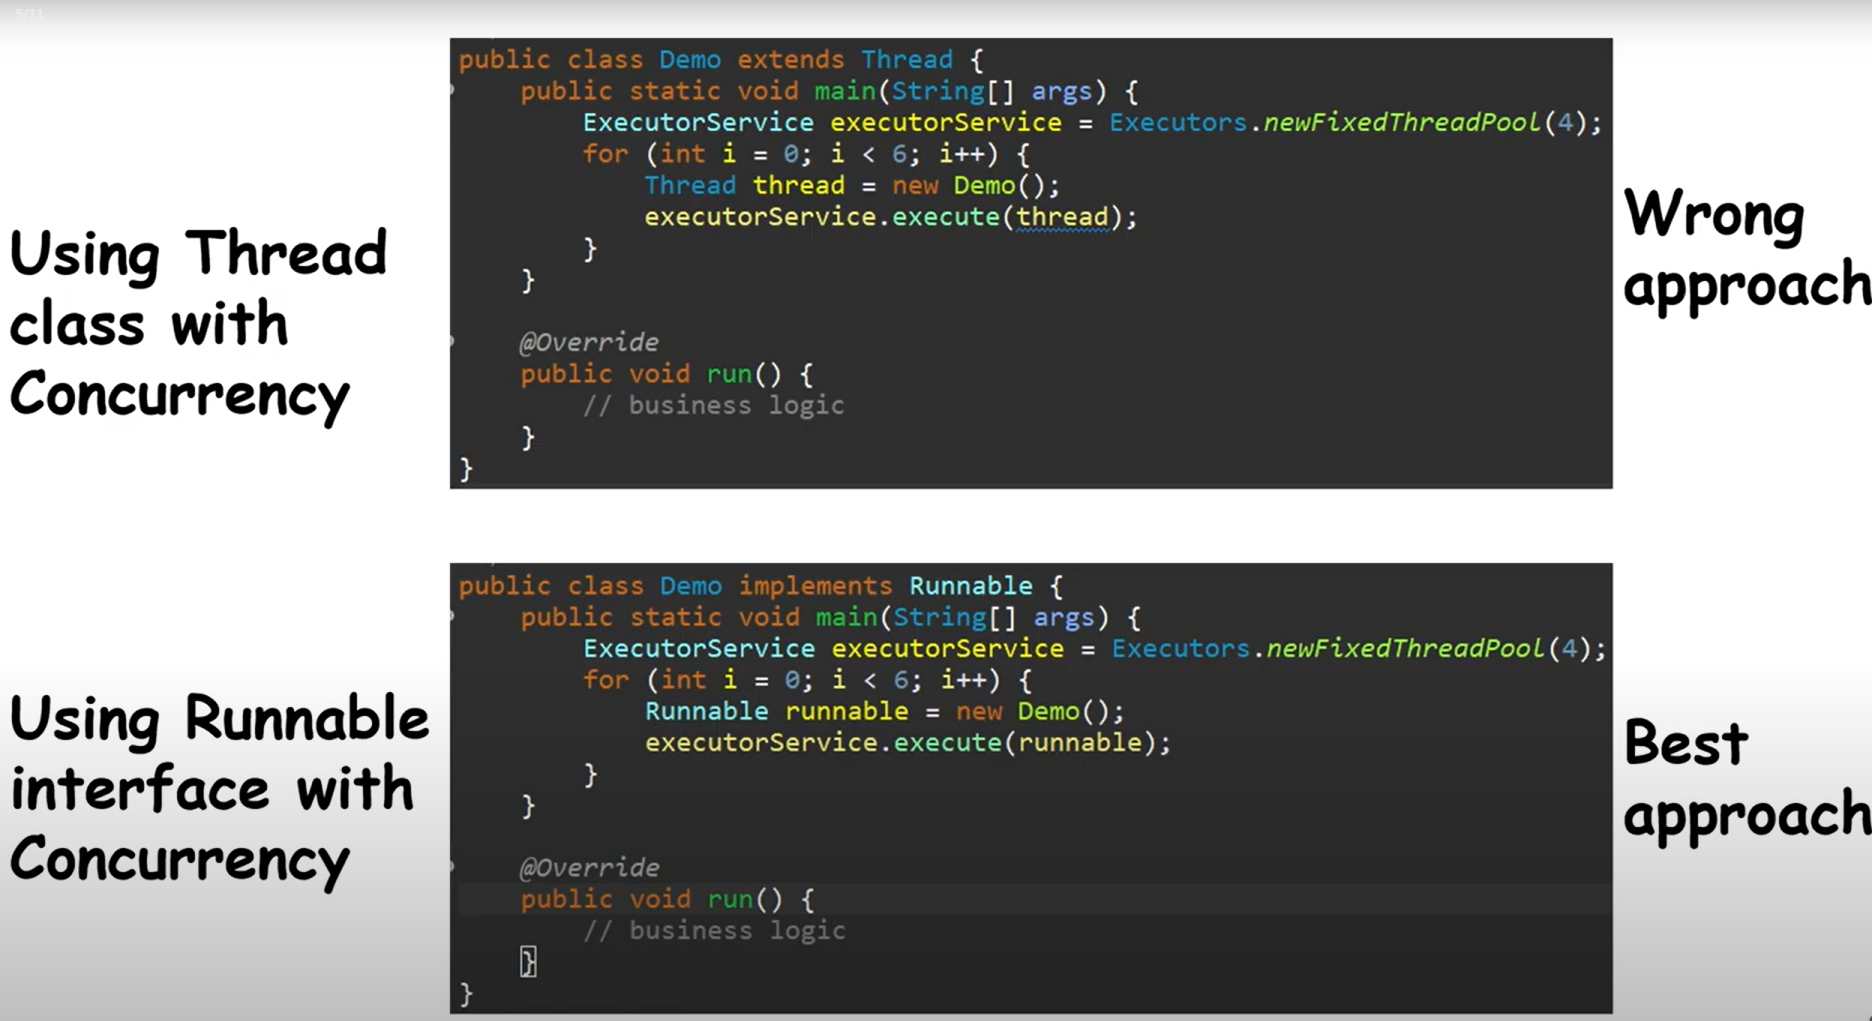 5/11
public class Demo extends Thread {
public static void main(String[] args) {
ExecutorService executorService = Executors.newFixedThreadPool(4);
for (int i = 0; i < 6; i++) {
Thread thread = new Demo();
executorService.execute(thread);
}
}
@Override
public void run() {
// business logic
}
}
Using Thread
class with
Concurrency
Wrong
approach
public class Demo implements Runnable {
public static void main(String[] args) {
ExecutorService executorService = Executors.newFixedThreadPool(4);
for (int i = 0; i < 6; i++) {
Runnable runnable = new Demo();
executorService.execute(runnable);
}
}
@Override
public void run() {
// business logic
}
}
Using Runnable
interface with
Concurrency
Best
approach